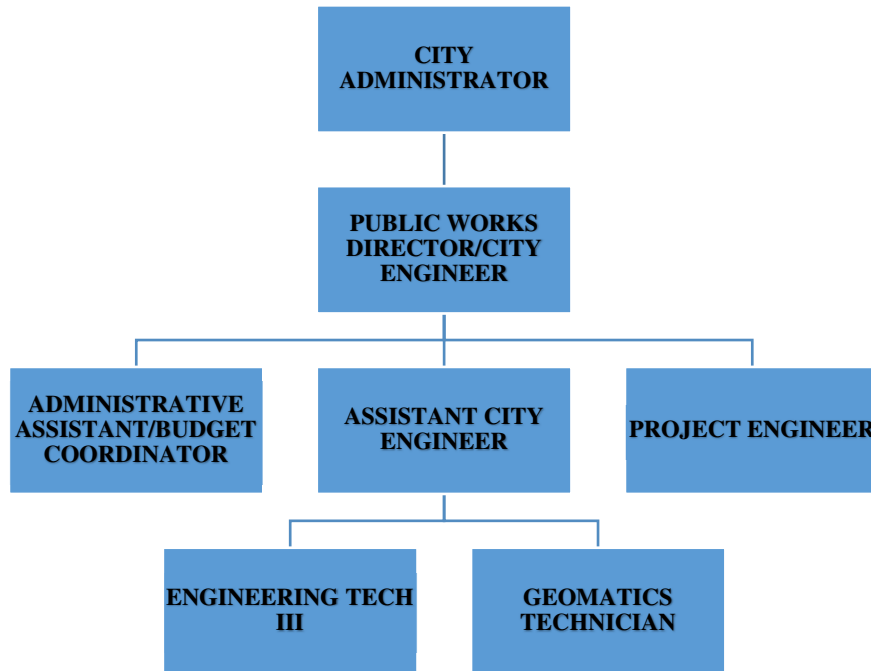 CITY
ADMINISTRATOR
PUBLIC WORKS
DIRECTOR/CITY
ENGINEER
ADMINISTRATIVE
ASSISTANT/BUDGET
COORDINATOR
ASSISTANT CITY
ENGINEER
PROJECT ENGINEER
ENGINEERING TECH
III
GEOMATICS
TECHNICIAN